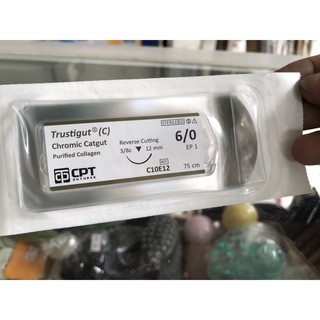 Trustigut® (C)
Chromic Catgut
Purified Collagen
CPT
SUTURES
Reverse Cutting
3/8c ▼ 12 mm
REF
C10E12
6/0
EP 1
75 cm